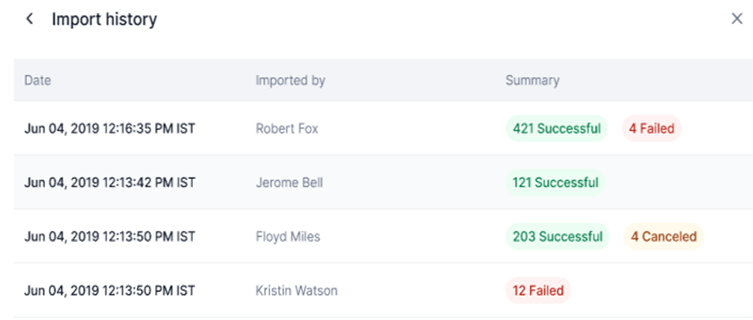 Import history
Date Imported by Summary
Jun 04, 2019 12:16:35 PM IST Robert Fox 421 Successful 4 Failed
Jun 04, 2019 12:13:42 PM IST Jerome Bell 121 Successful
Jun 04, 2019 12:13:50 PM IST Floyd Miles 203 Successful 4 Canceled
Jun 04, 2019 12:13:50 PM IST Kristin Watson 12 Failed